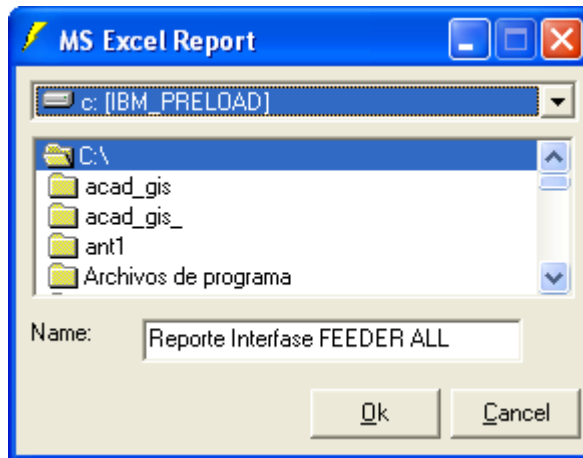 MS Excel Report
c: [IBM_PRELOAD]
C:\
acad_gis
acad_gis_
ant1
Archivos de programa
Name: Reporte Interfase FEEDER ALL
Ok Cancel